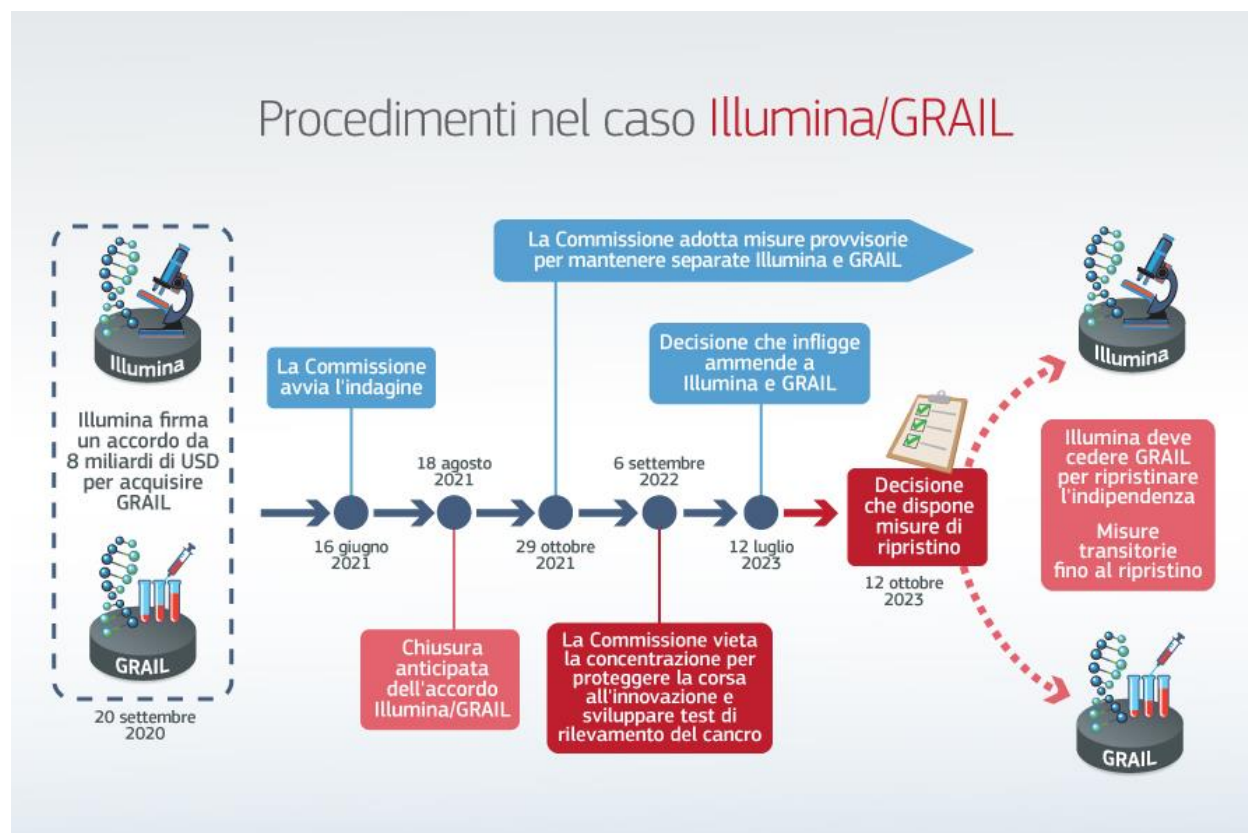 Procedimenti nel caso Illumina/GRAIL
Illumina
Illumina firma
un accordo da
8 miliardi di USD
per acquisire
GRAIL
GRAIL
20 settembre
2020
La Commissione
avvia l'indagine
16 giugno
2021
18 agosto
2021
Chiusura
anticipata
dell'accordo
Illumina/GRAIL
La Commissione adotta misure provvisorie
per mantenere separate Illumina e GRAIL
29 ottobre
2021
6 settembre
2022
La Commissione vieta
la concentrazione per
proteggere la corsa
all'innovazione e
sviluppare test di
rilevamento del cancro
Decisione che infligge
ammende a
Illumina e GRAIL
12 luglio
2023
Decisione
che dispone
misure di
ripristino
12 ottobre
2023
Illumina
Illumina deve
cedere GRAIL
per ripristinare
l'indipendenza
Misure
transitorie
fino al ripristino
GRAIL